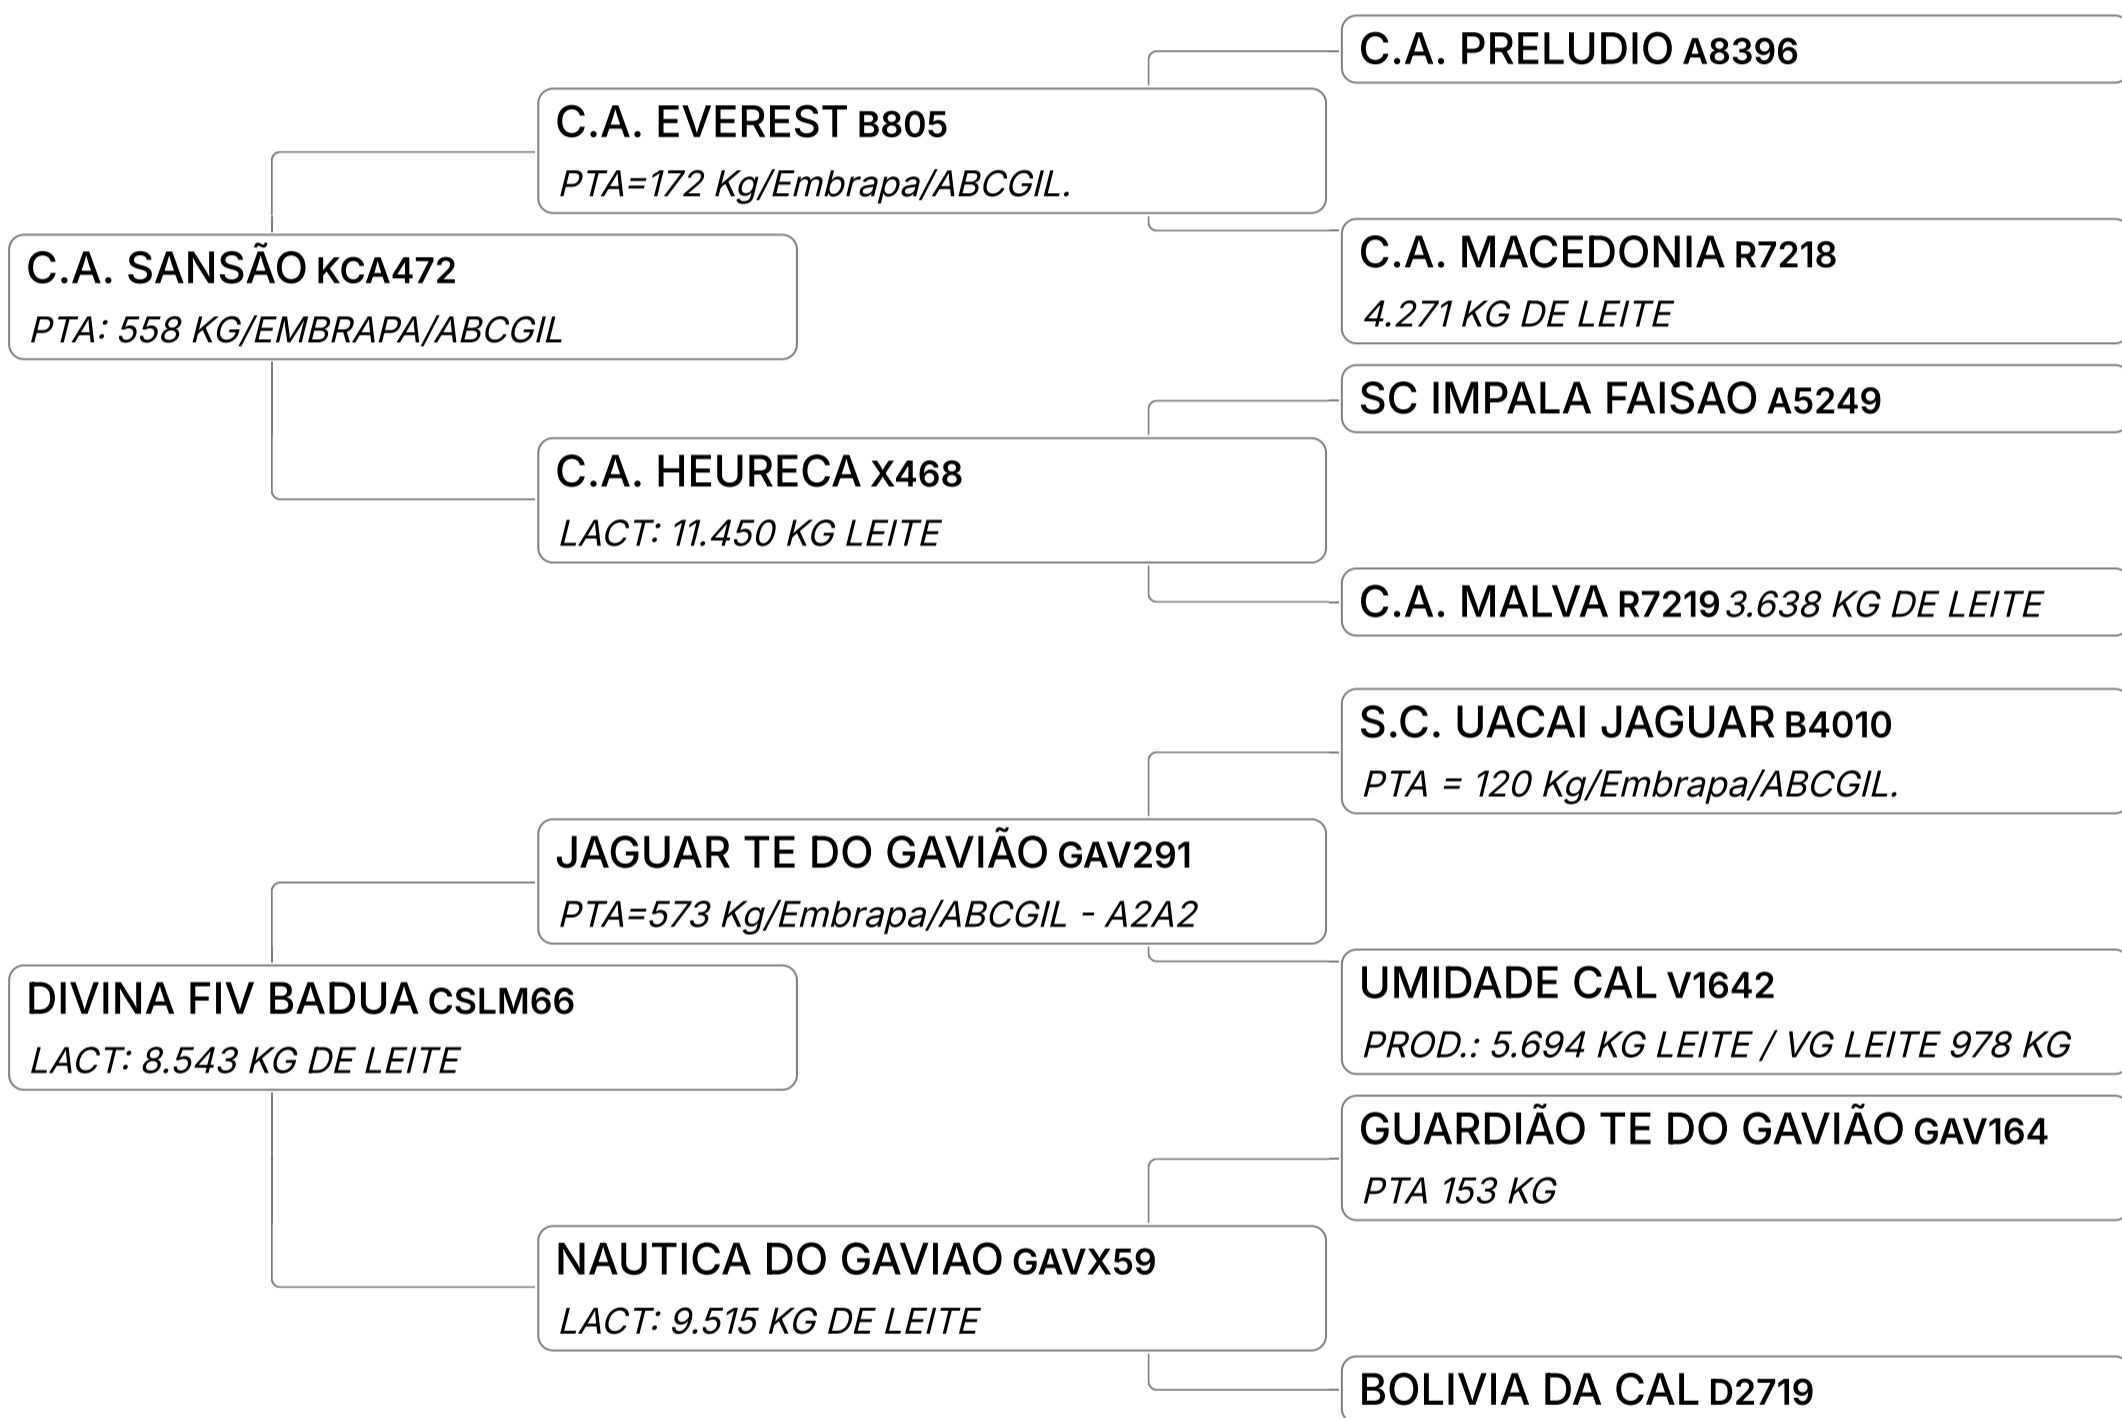 C.A. PRELUDIO A8396
C.A. EVEREST B805
PTA=172 Kg/Embrapa/ABCGIL.
C.A. MACEDONIA R7218
4.271 KG DE LEITE
C.A. SANSÃO KCA472
PTA: 558 KG/EMBRAPA/ABCGIL
SC IMPALA FAISAO A5249
C.A. HEURECA X468
LACT: 11.450 KG LEITE
C.A. MALVA R7219 3.638 KG DE LEITE
S.C. UACAI JAGUAR B4010
PTA = 120 Kg/Embrapa/ABCGIL.
JAGUAR TE DO GAVIÃO GAV291
PTA=573 Kg/Embrapa/ABCGIL - A2A2
UMIDADE CAL V1642
PROD.: 5.694 KG LEITE / VG LEITE 978 KG
DIVINA FIV BADUA CSLM66
LACT: 8.543 KG DE LEITE
GUARDIÃO TE DO GAVIÃO GAV164
PTA 153 KG
NAUTICA DO GAVIAO GAVX59
LACT: 9.515 KG DE LEITE
BOLIVIA DA CAL D2719